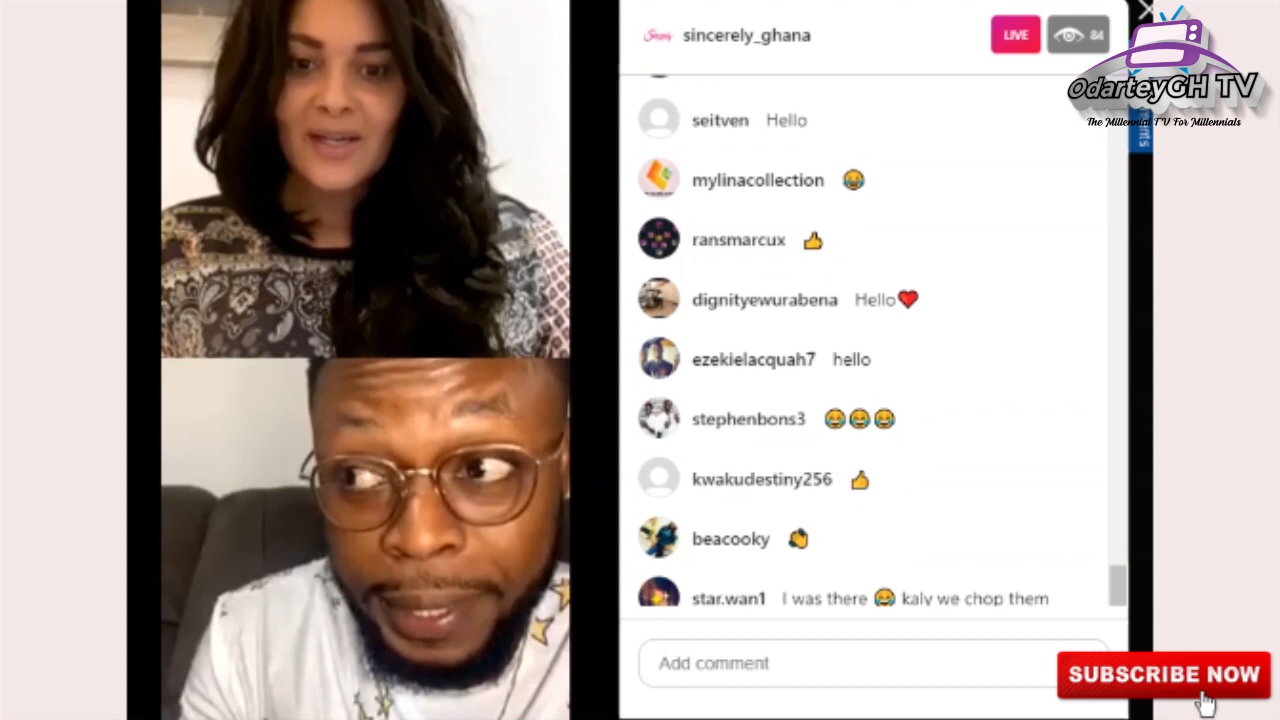 sincerely_ghana
LIVE
84
OdarteyGH TV
The Millennial TV For Millennials
seitven Hello
mylinacollection 😂
ransmarcux 👍
dignityewurabena Hello❤️
ezekielacquah7 hello
stephenbons3 😂😂😂
kwakudestiny256 👍
beacooky 👏
star.wan1 I was there 😂 kaly we chop them
Add comment
SUBSCRIBE NOW